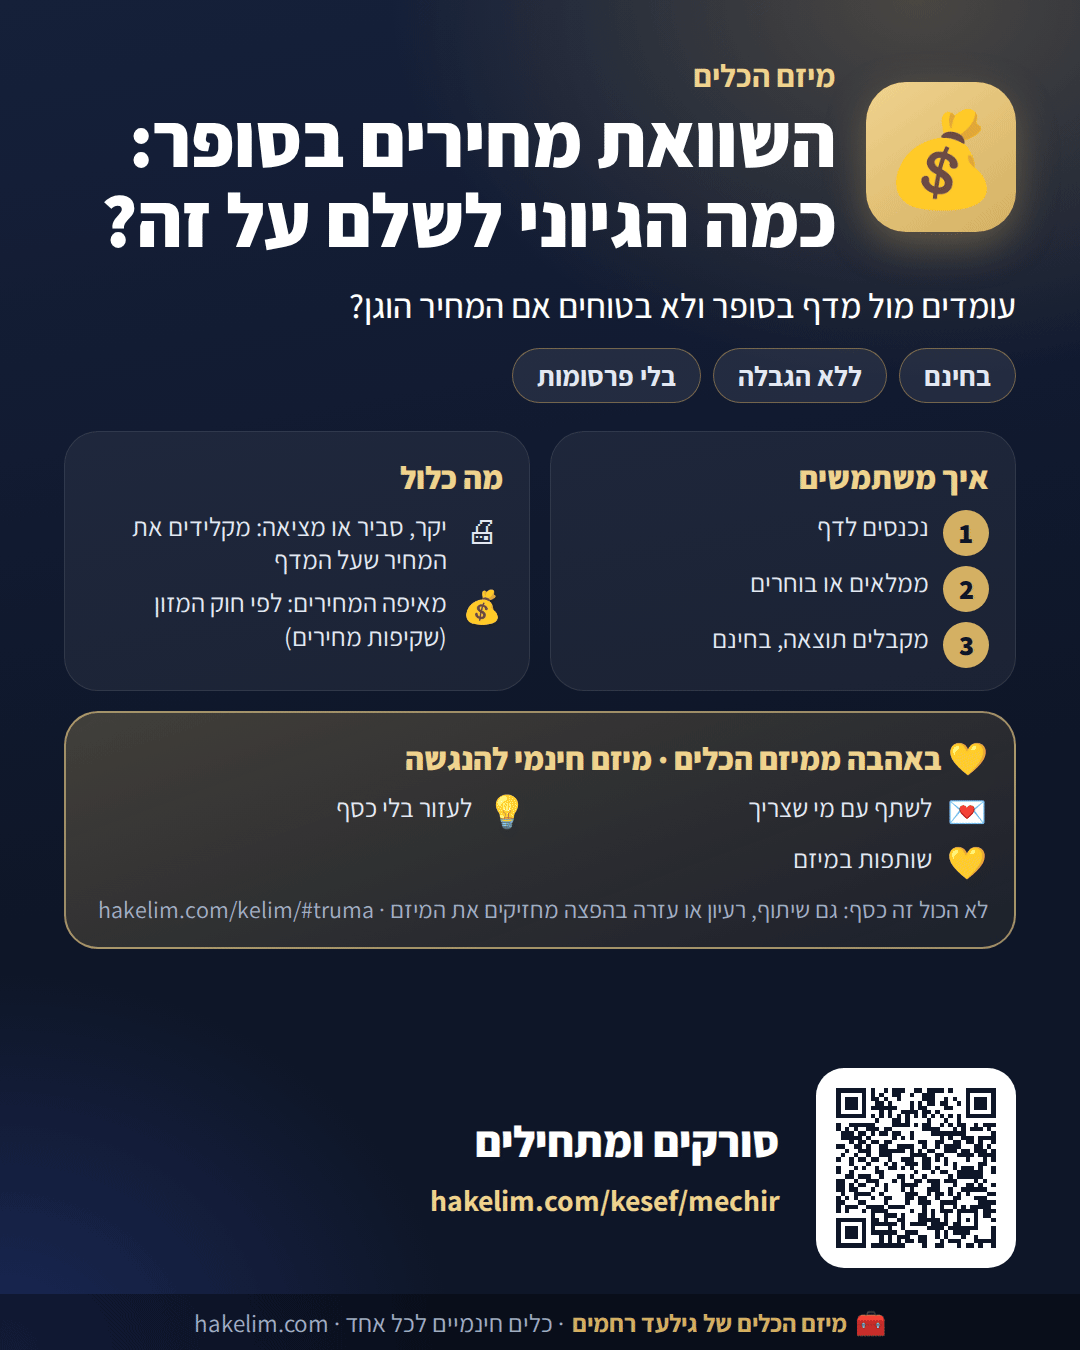 מיזם הכלים
השוואת מחירים בסופר:
כמה הגיוני לשלם על זה?
עומדים מול מדף בסופר ולא בטוחים אם המחיר הוגן?
בחינם
ללא הגבלה
בלי פרסומות
איך משתמשים
1 נכנסים לדף
2 ממלאים או בוחרים
3 מקבלים תוצאה, בחינם
מה כלול
יקר, סביר או מציאה: מקלידים את
המחיר שעל המדף
מאיפה המחירים: לפי חוק המזון
(שקיפות מחירים)
💛 באהבה ממיזם הכלים · מיזם חינמי להנגשה
💌 לשתף עם מי שצריך
💡 לעזור בלי כסף
💛 שותפות במיזם
לא הכול זה כסף: גם שיתוף, רעיון או עזרה בהפצה מחזיקים את המיזם · hakelim.com/kelim/#truma
סורקים ומתחילים
hakelim.com/kesef/mechir
🧰 מיזם הכלים של גילעד רחמים · כלים חינמיים לכל אחד · hakelim.com